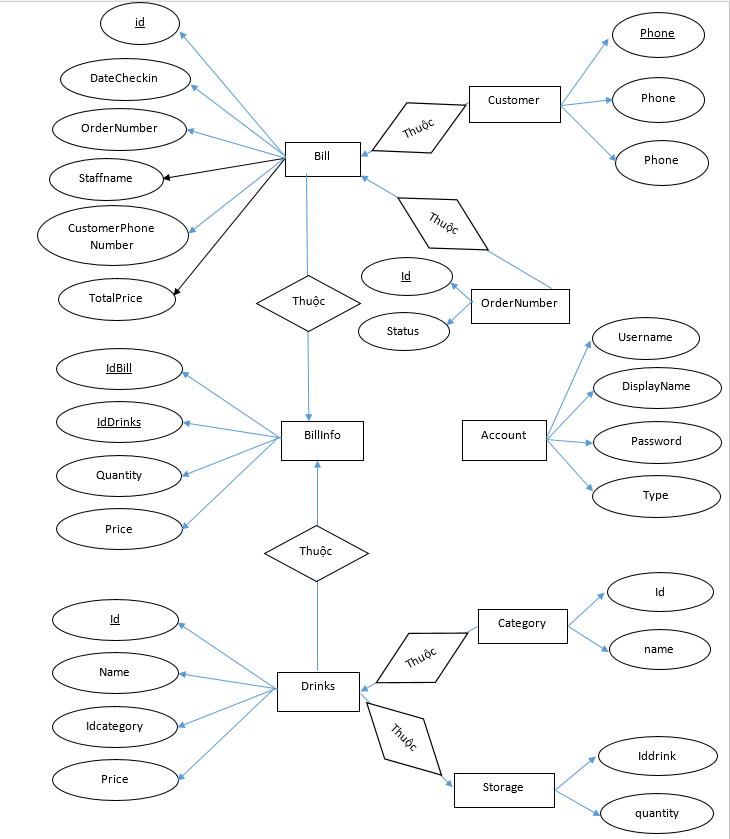 id
DateCheckin
OrderNumber
Staffname
CustomerPhone
Number
TotalPrice
Bill
Thuộc
Customer
Phone
Phone
Phone
Thuộc
Id
Status
OrderNumber
Thuộc
IdBill
IdDrinks
Quantity
Price
BillInfo
Account
Username
DisplayName
Password
Type
Thuộc
Id
Name
Idcategory
Price
Drinks
Thuộc
Category
Id
name
Thuộc
Storage
Iddrink
quantity